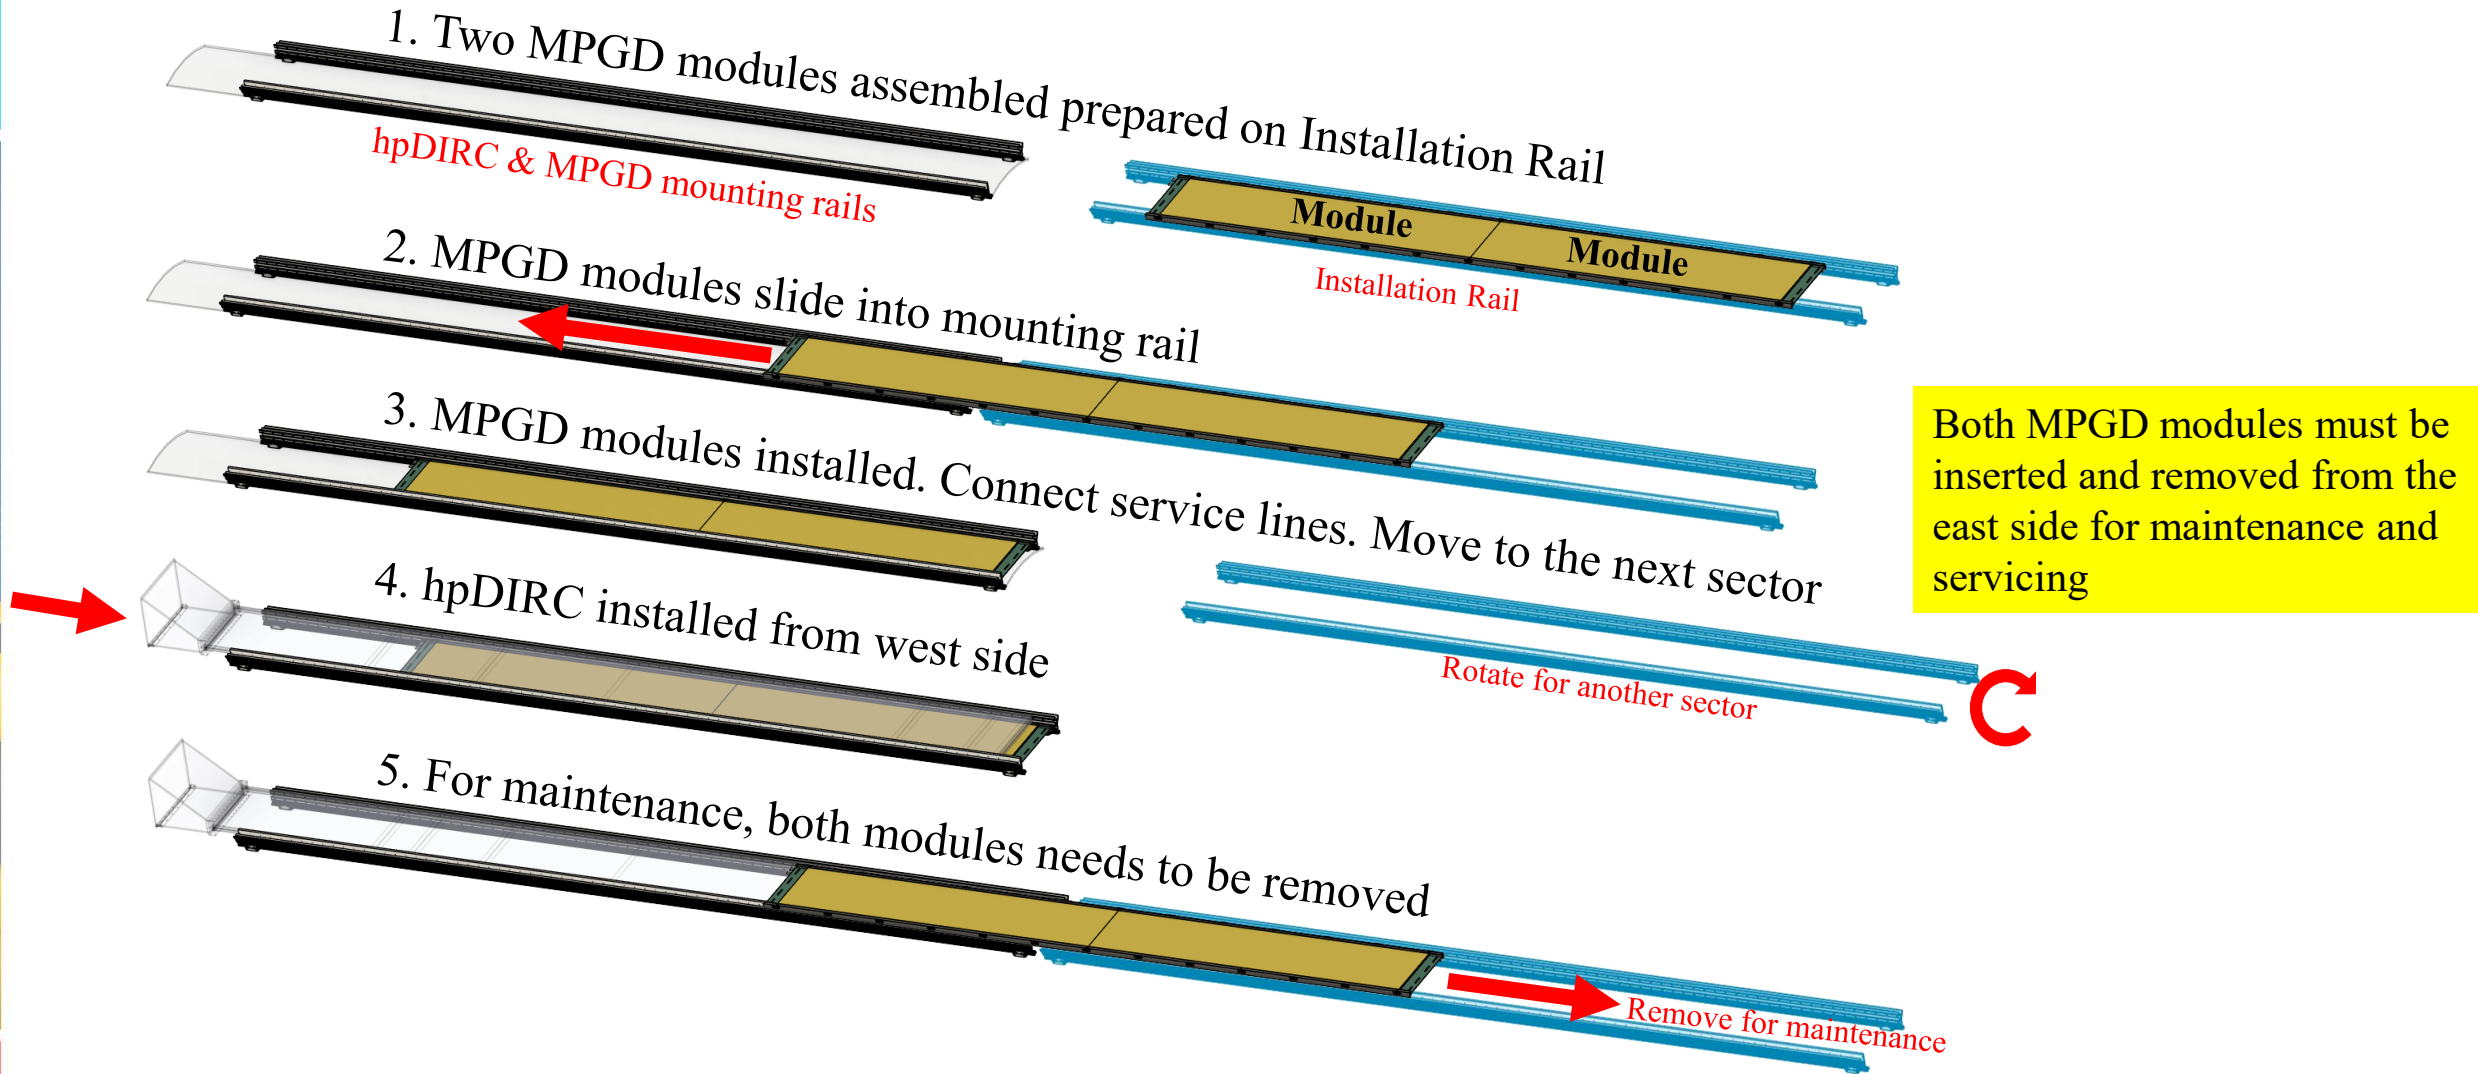 1. Two MPGD modules assembled prepared on Installation Rail
hpDIRC & MPGD mounting rails
Module
Module
Installation Rail
2. MPGD modules slide into mounting rail
3. MPGD modules installed. Connect service lines. Move to the next sector
Both MPGD modules must be
inserted and removed from the
east side for maintenance and
servicing
4. hpDIRC installed from west side
Rotate for another sector
5. For maintenance, both modules needs to be removed
Remove for maintenance